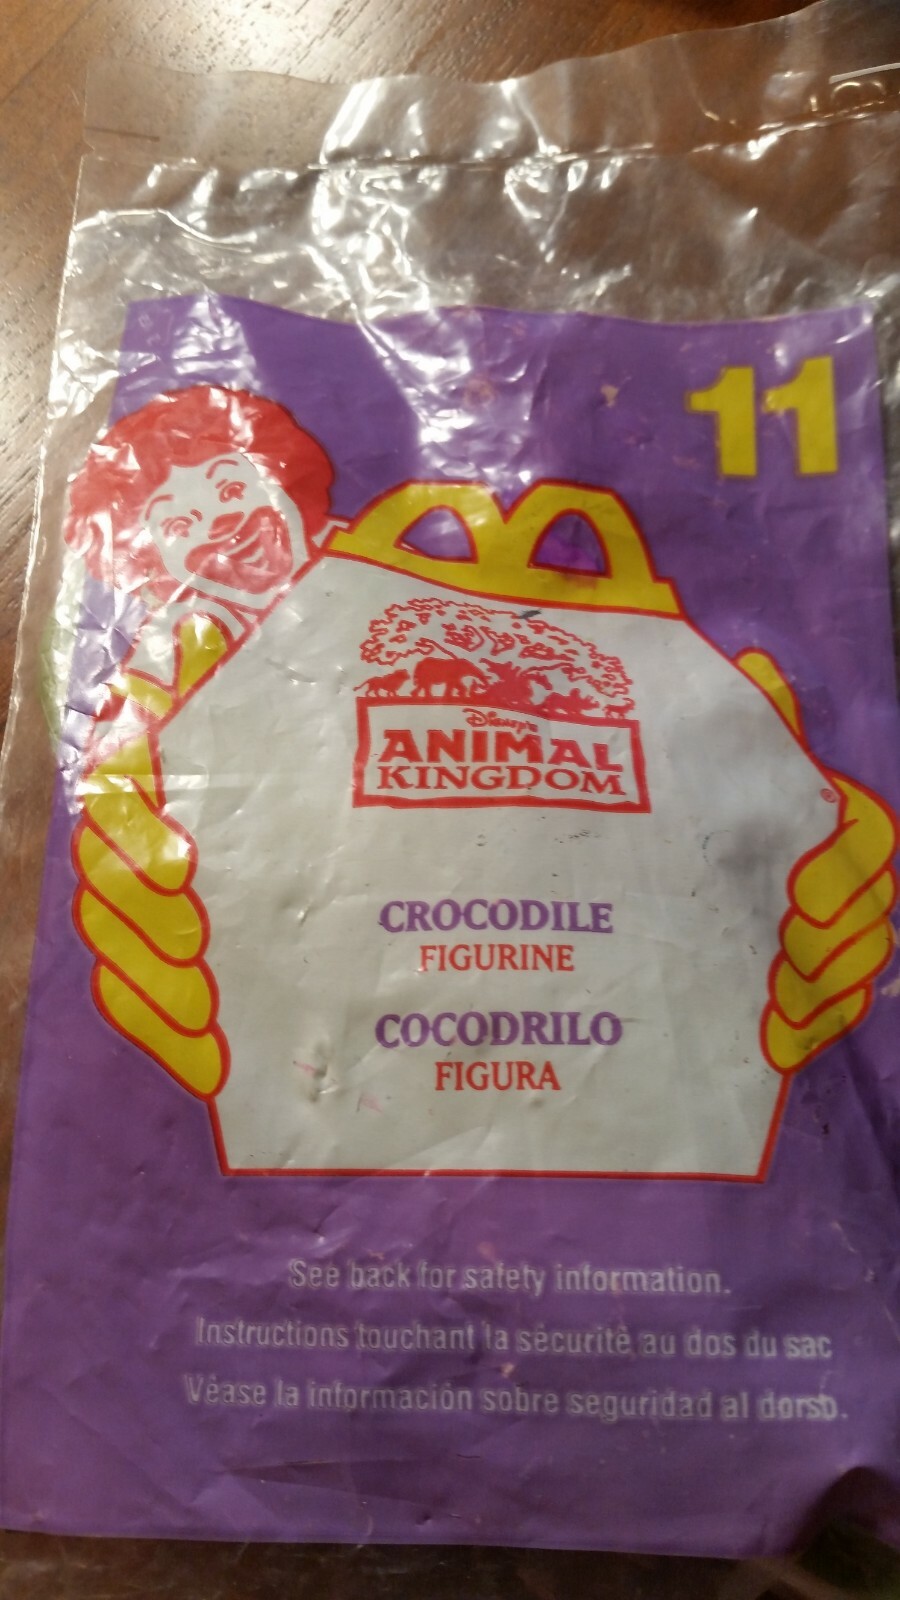 11
Disney's
ANIMAL
KINGDOM
®
CROCODILE
FIGURINE
COCODRILO
FIGURA
See back for safety information.
Instructions touchant la sécurité au dos du sac
Véase la información sobre seguridad al dorso.